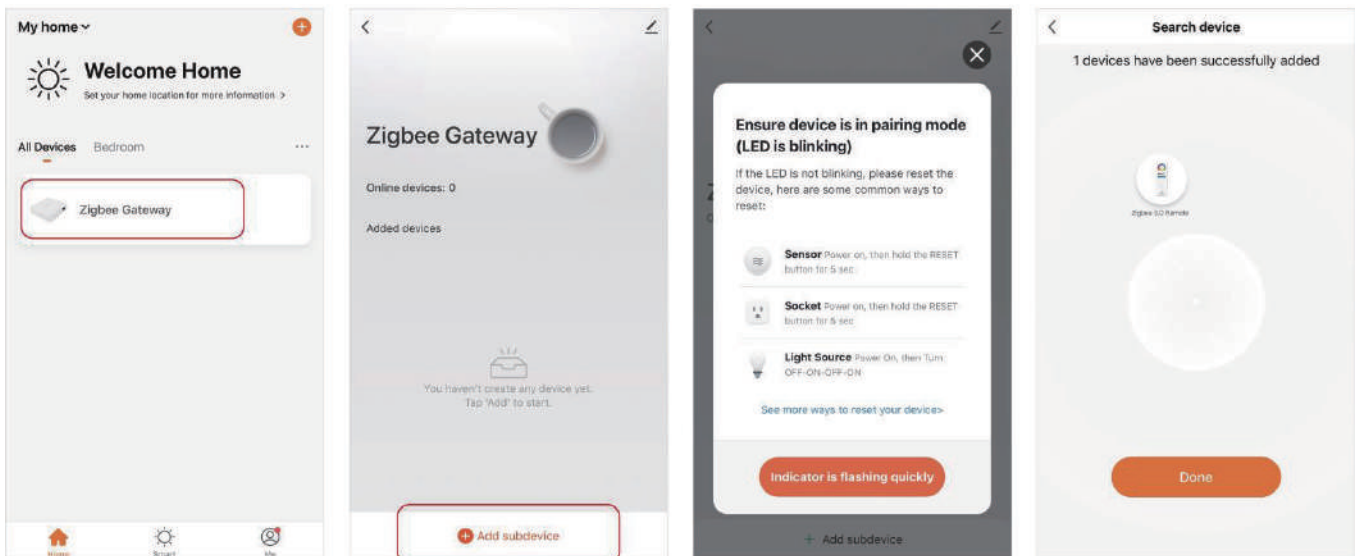 My home
Welcome Home
Set your home location for more information >
All Devices Bedroom ...
Zigbee Gateway
Home Smart Me
Zigbee Gateway
Online devices: 0
Added devices
You haven't create any device yet.
Tap 'Add' to start.
Add subdevice
Ensure device is in pairing mode
(LED is blinking)
If the LED is not blinking, please reset the
device, here are some common ways to
reset:
Sensor Power on, then hold the RESET
button for 5 sec
Socket Power on, then hold the RESET
button for 5 sec
Light Source Power On, then Turn
OFF-ON-OFF-ON
See more ways to reset your device>
Indicator is flashing quickly
+ Add subdevice
Search device
1 devices have been successfully added
Zigbee 3.0 Remote
Done